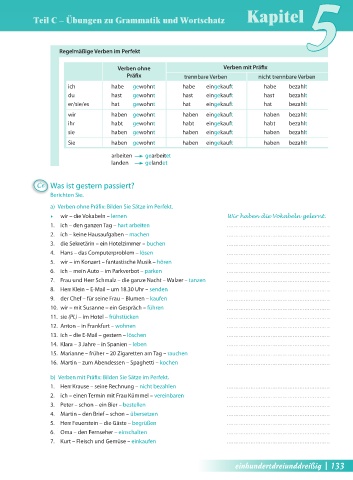 Teil C – Übungen zu Grammatik und Wortschatz
Kapitel 5
Regelmäßige Verben im Perfekt
Verben ohne Präfix
Verben mit Präfix
trennbare Verben nicht trennbare Verben
ich habe gewohnt habe eingekauft habe bezahlt
du hast gewohnt hast eingekauft hast bezahlt
er/sie/es hat gewohnt hat eingekauft hat bezahlt
wir haben gewohnt haben eingekauft haben bezahlt
ihr habt gewohnt habt eingekauft habt bezahlt
sie haben gewohnt haben eingekauft haben bezahlt
Sie haben gewohnt haben eingekauft haben bezahlt
arbeiten → gearbeitet
landen → gelandet
Was ist gestern passiert?
Berichten Sie.
a) Verben ohne Präfix: Bilden Sie Sätze im Perfekt.
wir – die Vokabeln – lernen Wir haben die Vokabeln gelernt.
1. ich – den ganzen Tag – hart arbeiten
2. ich – keine Hausaufgaben – machen
3. die Sekretärin – ein Hotelzimmer – buchen
4. Hans – das Computerproblem – lösen
5. wir – im Konzert – fantastische Musik – hören
6. ich – mein Auto – im Parkverbot – parken
7. Frau und Herr Schmalz – die ganze Nacht – Walzer – tanzen
8. Herr Klein – E-Mail – um 18.30 Uhr – senden
9. der Chef – für seine Frau – Blumen – kaufen
10. wir – mit Susanne – ein Gespräch – führen
11. sie (Pl.) – im Hotel – frühstücken
12. Anton – in Frankfurt – wohnen
13. ich – die E-Mail – gestern – löschen
14. Klara – 3 Jahre – in Spanien – leben
15. Marianne – früher – 20 Zigaretten am Tag – rauchen
16. Martin – zum Abendessen – Spaghetti – kochen
b) Verben mit Präfix: Bilden Sie Sätze im Perfekt.
1. Herr Krause – seine Rechnung – nicht bezahlen
2. ich – einen Termin mit Frau Kümmel – vereinbaren
3. Peter – schon – ein Bier – bestellen
4. Martin – den Brief – schon – übersetzen
5. Herr Feuerstein – die Gäste – begrüßen
6. Oma – den Fernseher – einschalten
7. Kurt – Fleisch und Gemüse – einkaufen
einhundertdreiunddreißig | 133